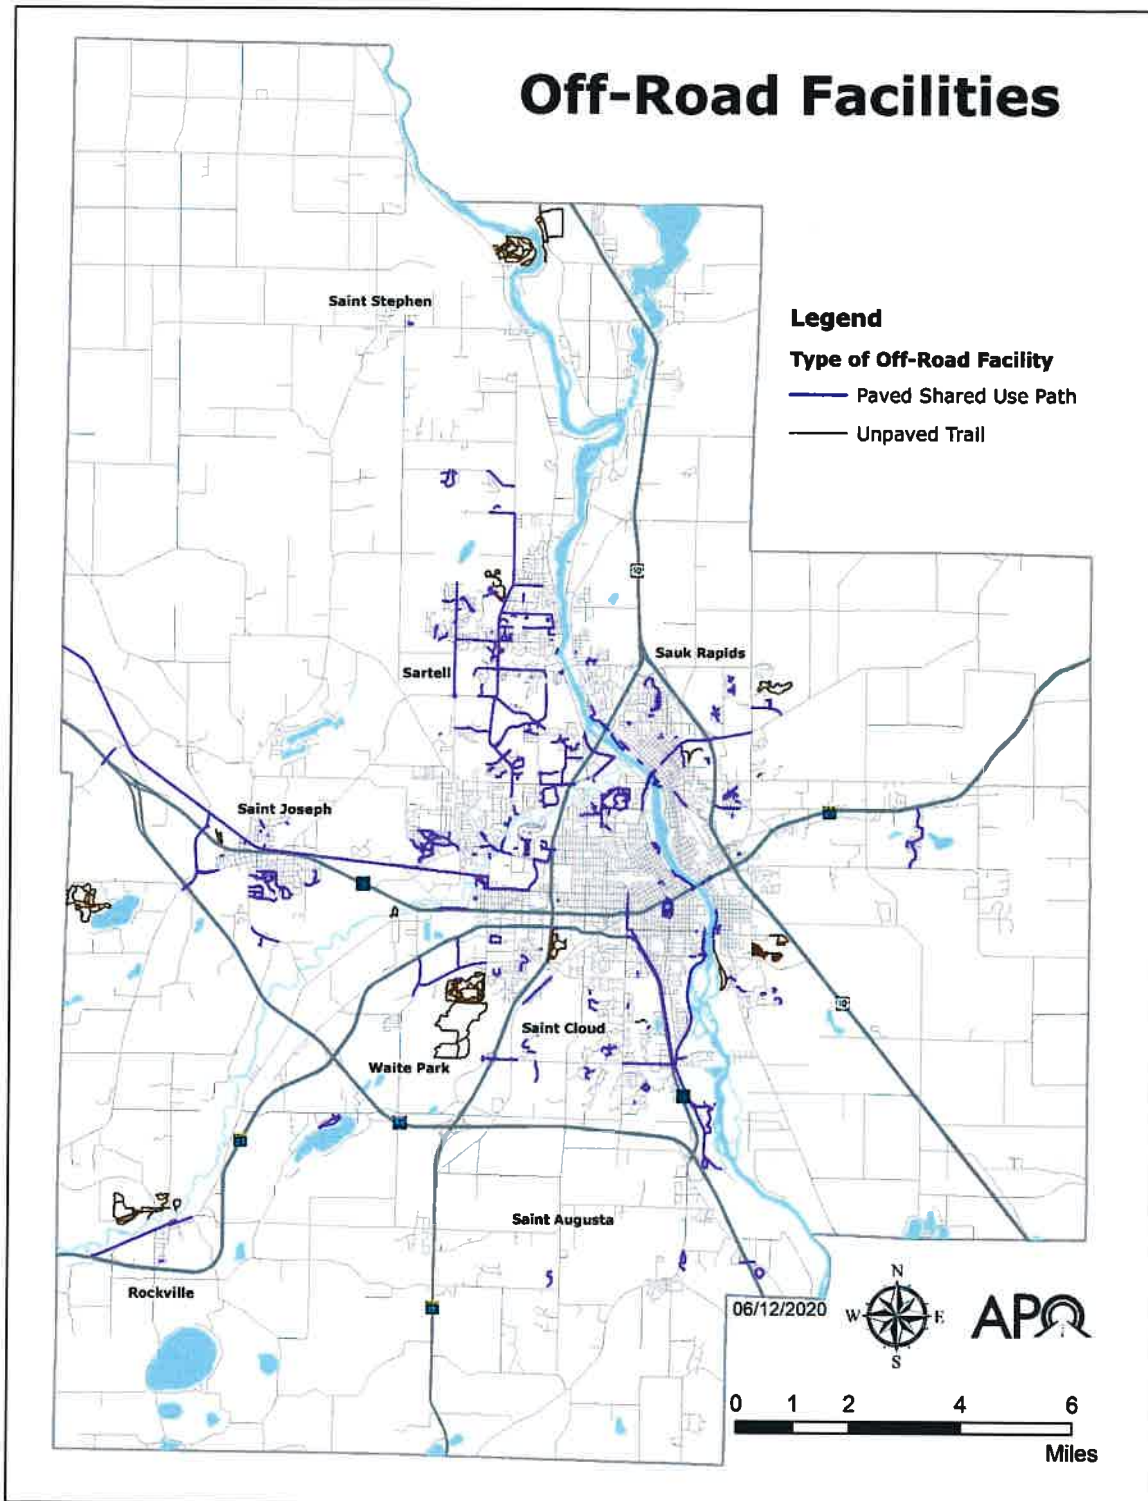 Off-Road Facilities
Saint Stephen
Legend
Type of Off-Road Facility
Paved Shared Use Path
Unpaved Trail
10
Sauk Rapids
Sartell
Saint Joseph
10
Saint Cloud
Waite Park
Saint Augusta
Rockville
06/12/2020
N
W E
S
APO
0 1 2 4 6
Miles